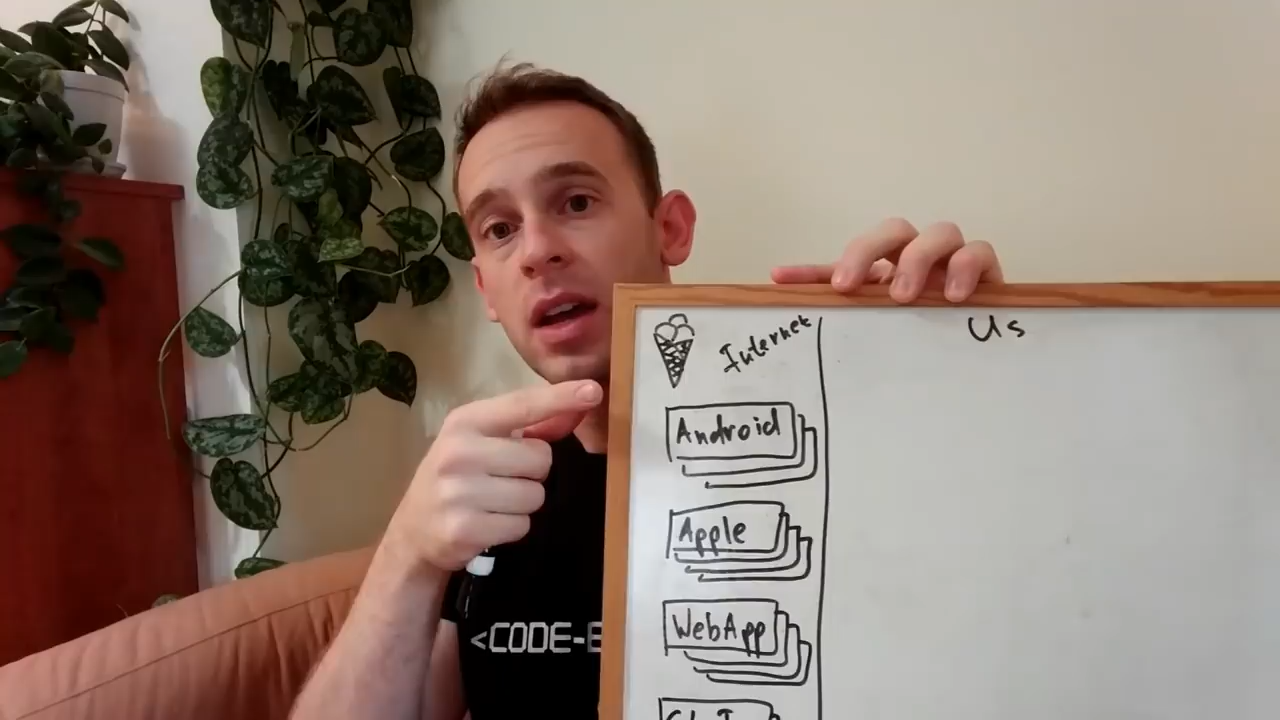 Internet
Us
Android
Apple
WebApp
<CODE-